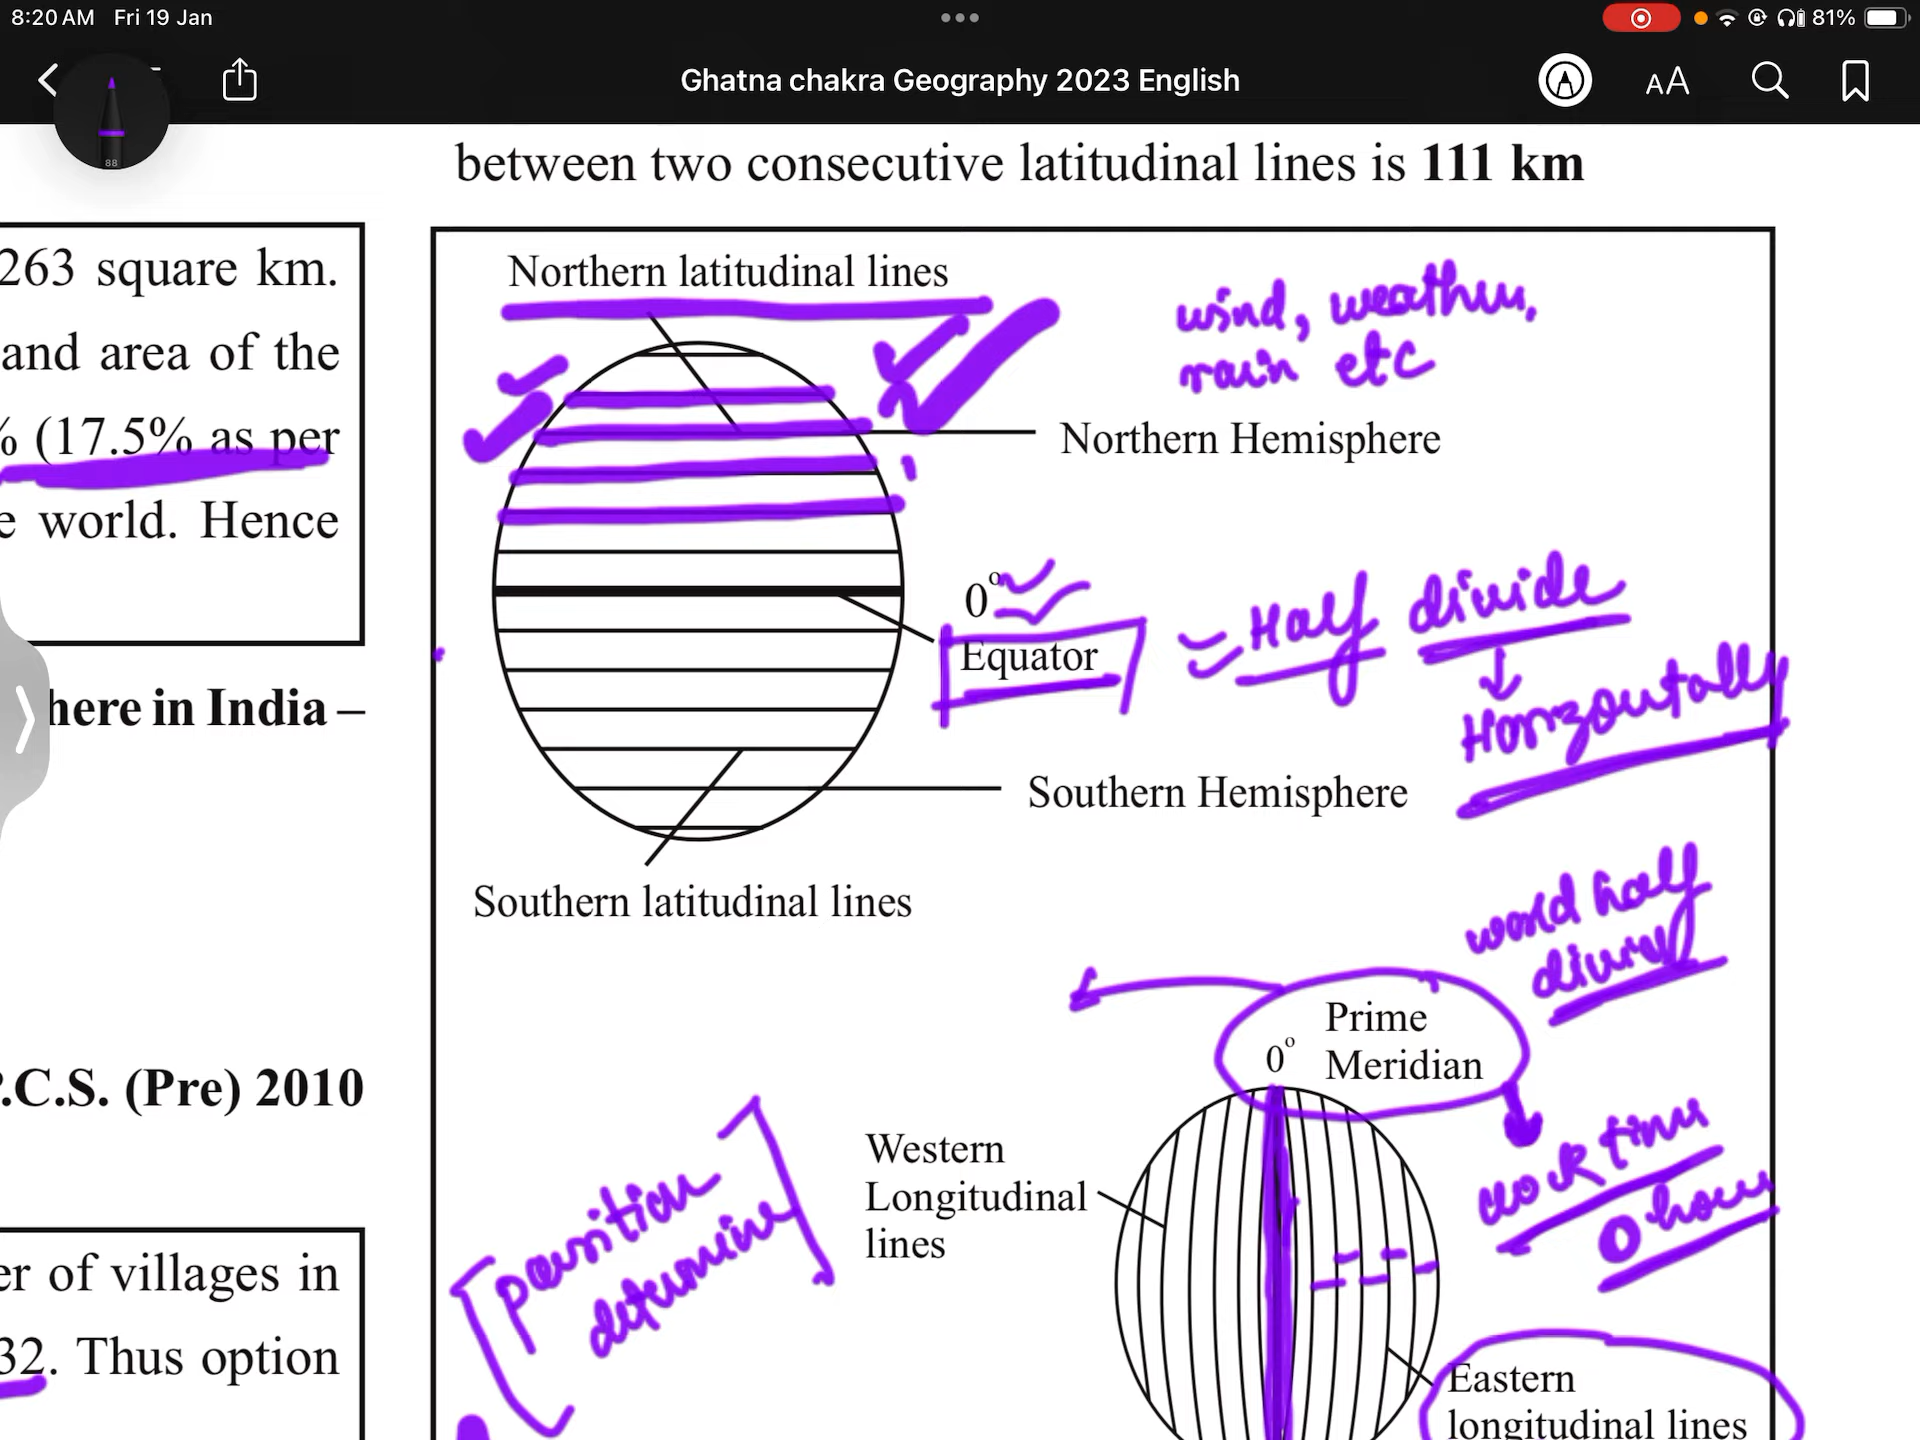 8:20 AM Fri 19 Jan
81%
Ghatna chakra Geography 2023 English
AA
88
between two consecutive latitudinal lines is 111 km
263 square km.
and area of the
% (17.5% as per
e world. Hence
here in India –
.C.S. (Pre) 2010
er of villages in
32. Thus option
Northern latitudinal lines
wind, weather,
rain etc
Northern Hemisphere
0°
Equator
Half divide
Horizontally
Southern Hemisphere
Southern latitudinal lines
world half
Prime
0° Meridian
clock time
0 hour
Western
Longitudinal
lines
position
determine
Eastern
longitudinal lines